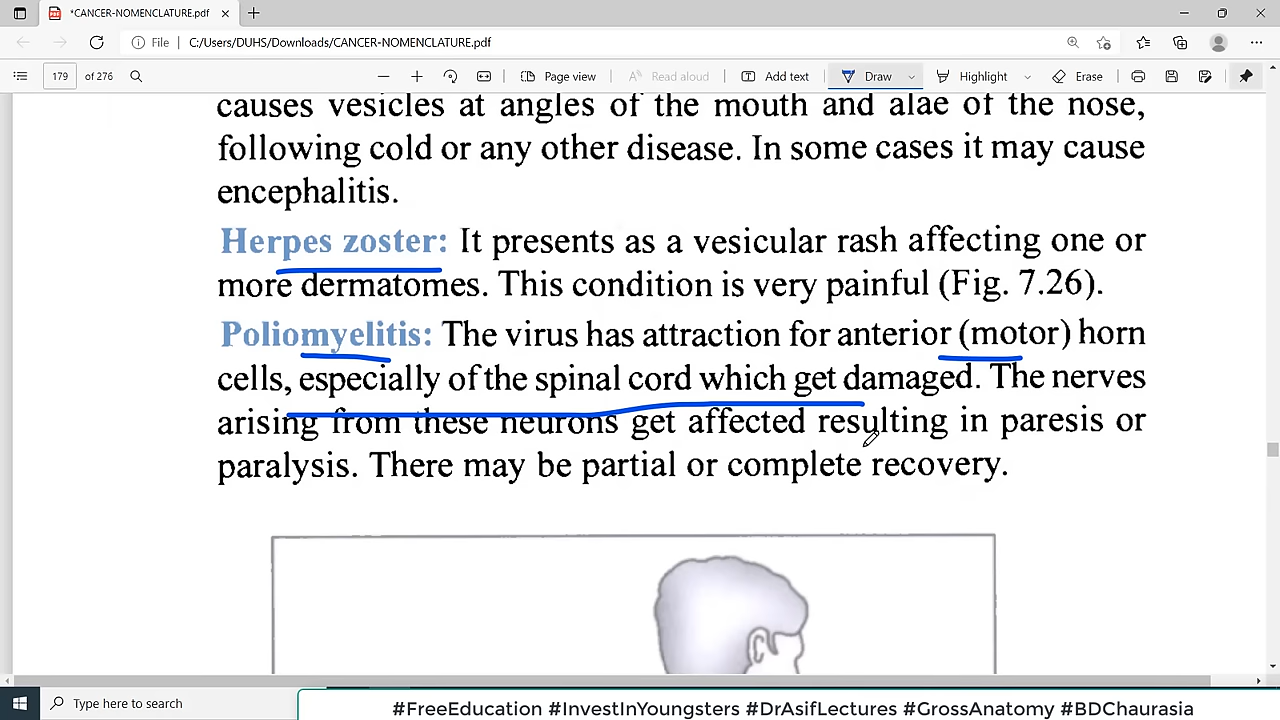 *CANCER-NOMENCLATURE.pdf
File C:/Users/DUHS/Downloads/CANCER-NOMENCLATURE.pdf
179 of 276 Page view Read aloud Add text Draw Highlight Erase
causes vesicles at angles of the mouth and alae of the nose,
following cold or any other disease. In some cases it may cause
encephalitis.
Herpes zoster: It presents as a vesicular rash affecting one or
more dermatomes. This condition is very painful (Fig. 7.26).
Poliomyelitis: The virus has attraction for anterior (motor) horn
cells, especially of the spinal cord which get damaged. The nerves
arising from these neurons get affected resulting in paresis or
paralysis. There may be partial or complete recovery.
Type here to search
#FreeEducation #InvestInYoungsters #DrAsifLectures #GrossAnatomy #BDChaurasia